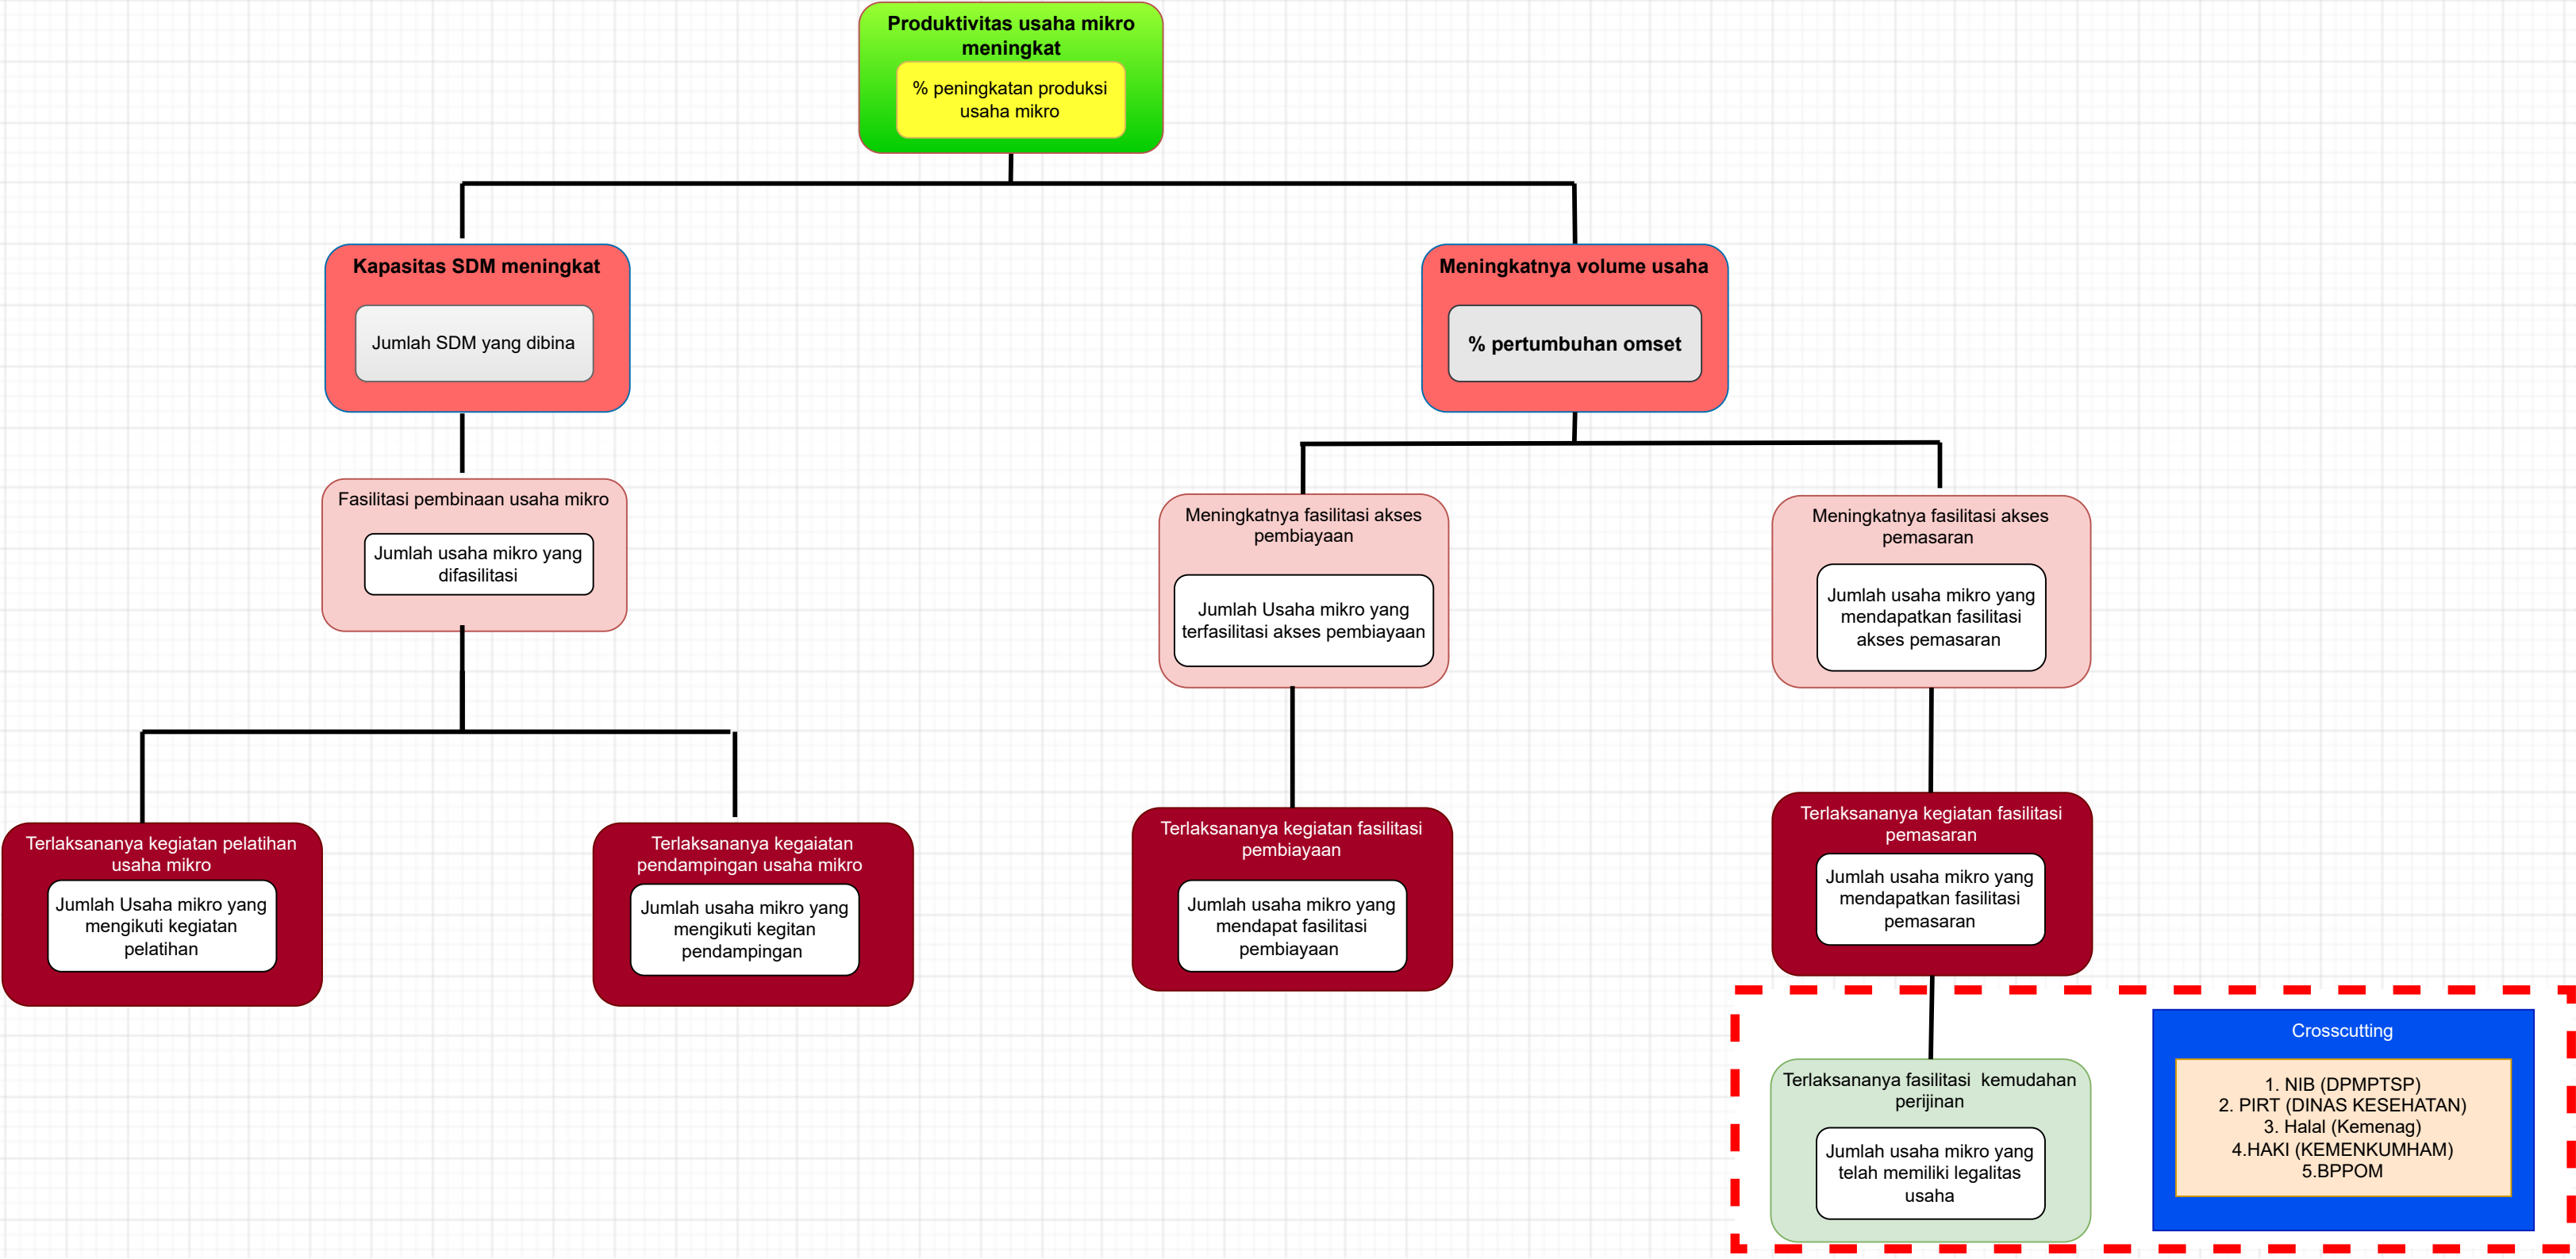 Produktivitas usaha mikro
meningkat
% peningkatan produksi
usaha mikro
Kapasitas SDM meningkat
Jumlah SDM yang dibina
Meningkatnya volume usaha
% pertumbuhan omset
Fasilitasi pembinaan usaha mikro
Jumlah usaha mikro yang
difasilitasi
Meningkatnya fasilitasi akses
pembiayaan
Jumlah Usaha mikro yang
terfasilitasi akses pembiayaan
Meningkatnya fasilitasi akses
pemasaran
Jumlah usaha mikro yang
mendapatkan fasilitasi
akses pemasaran
Terlaksananya kegiatan pelatihan
usaha mikro
Jumlah Usaha mikro yang
mengikuti kegiatan
pelatihan
Terlaksananya kegaiatan
pendampingan usaha mikro
Jumlah usaha mikro yang
mengikuti kegitan
pendampingan
Terlaksananya kegiatan fasilitasi
pembiayaan
Jumlah usaha mikro yang
mendapat fasilitasi
pembiayaan
Terlaksananya kegiatan fasilitasi
pemasaran
Jumlah usaha mikro yang
mendapatkan fasilitasi
pemasaran
Terlaksananya fasilitasi  kemudahan
perijinan
Jumlah usaha mikro yang
telah memiliki legalitas
usaha
Crosscutting
1. NIB (DPMPTSP)
2. PIRT (DINAS KESEHATAN)
3. Halal (Kemenag)
4.HAKI (KEMENKUMHAM)
5.BPPOM